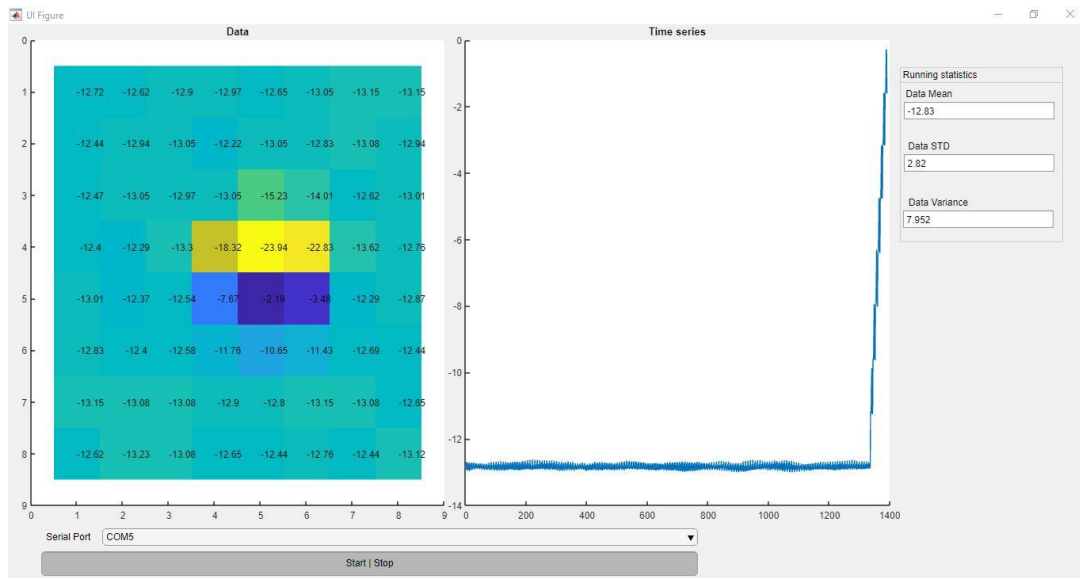 UI Figure
Data
0
1
2
3
4
5
6
7
8
9
-12.72 -12.62 -12.9 -12.97 -12.65 -13.05 -13.15 -13.15
-12.44 -12.94 -13.05 -12.22 -13.05 -12.83 -13.08 -12.94
-12.47 -13.05 -12.97 -13.05 -15.23 -14.01 -12.62 -13.01
-12.4 -12.29 -13.3 -18.32 -23.94 -22.83 -13.62 -12.76
-13.01 -12.37 -12.54 -7.67 -2.19 -3.48 -12.29 -12.87
-12.83 -12.4 -12.58 -11.76 -10.65 -11.43 -12.69 -12.44
-13.15 -13.08 -13.08 -12.9 -12.8 -13.15 -13.08 -12.65
-12.62 -13.23 -13.08 -12.65 -12.44 -12.76 -12.44 -13.12
0 1 2 3 4 5 6 7 8 9
Time series
0
-2
-4
-6
-8
-10
-12
-14
0 200 400 600 800 1000 1200 1400
Running statistics
Data Mean
-12.83
Data STD
2.82
Data Variance
7.952
Serial Port COM5
Start | Stop